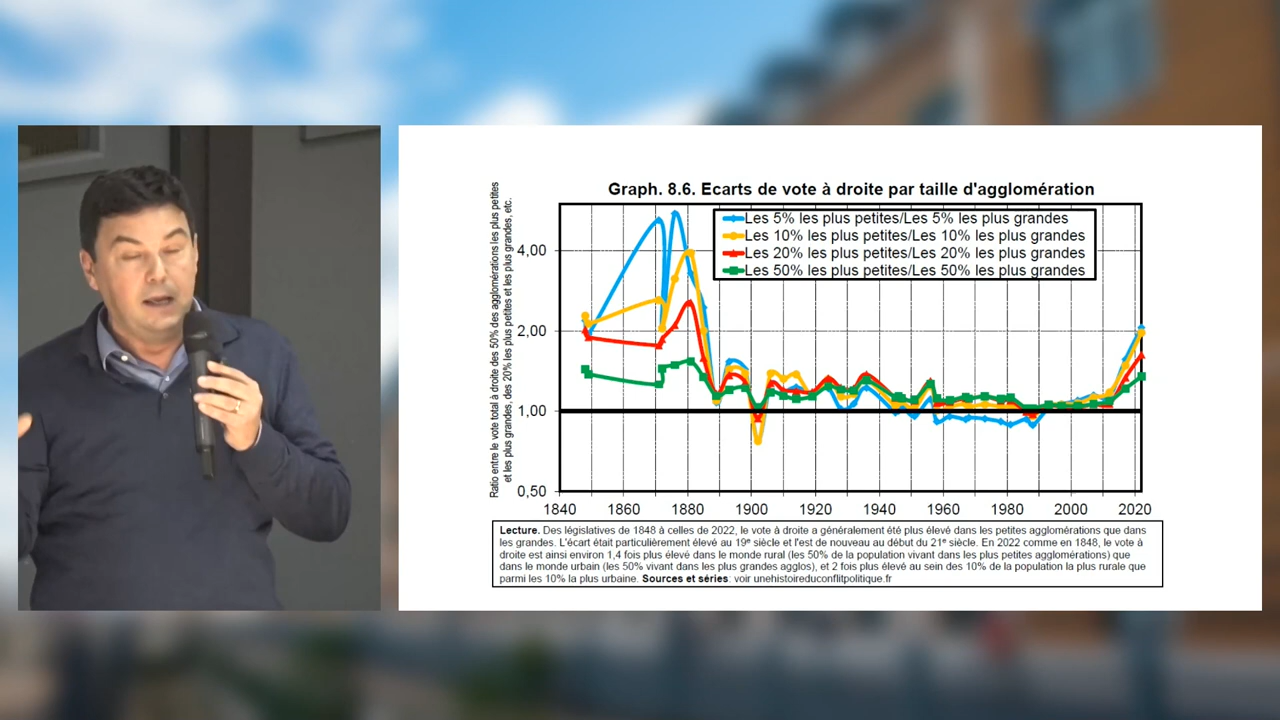 Graph. 8.6. Ecarts de vote à droite par taille d'agglomération
Ratio entre le vote total à droite des 50% des agglomérations les plus petites
et les plus grandes, des 20% les plus petites et les plus grandes, etc.
Les 5% les plus petites/Les 5% les plus grandes
Les 10% les plus petites/Les 10% les plus grandes
Les 20% les plus petites/Les 20% les plus grandes
Les 50% les plus petites/Les 50% les plus grandes
4,00
2,00
1,00
0,50
1840 1860 1880 1900 1920 1940 1960 1980 2000 2020
Lecture. Des législatives de 1848 à celles de 2022, le vote à droite a généralement été plus élevé dans les petites agglomérations que dans
les grandes. L'écart était particulièrement élevé au 19e siècle et l'est de nouveau au début du 21e siècle. En 2022 comme en 1848, le vote à
droite est ainsi environ 1,4 fois plus élevé dans le monde rural (les 50% de la population vivant dans les plus petites agglomérations) que
dans le monde urbain (les 50% vivant dans les plus grandes agglos), et 2 fois plus élevé au sein des 10% de la population la plus rurale que
parmi les 10% la plus urbaine. Sources et séries: voir unehistoireduconflitpolitique.fr